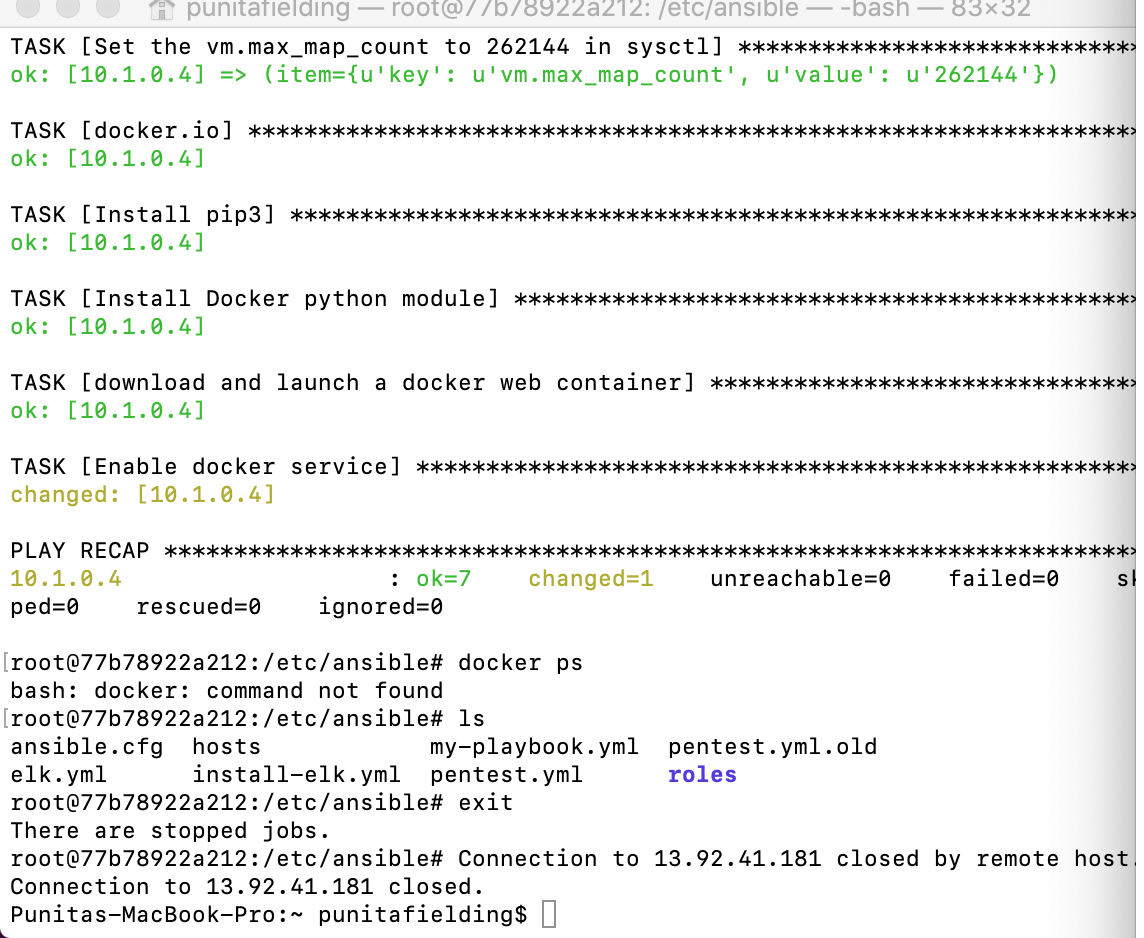 punitafielding — root@77b78922a212: /etc/ansible — -bash — 83×32
TASK [Set the vm.max_map_count to 262144 in sysctl] ****************************
ok: [10.1.0.4] => (item={u'key': u'vm.max_map_count', u'value': u'262144'})
TASK [docker.io] ***************************************************************
ok: [10.1.0.4]
TASK [Install pip3] ************************************************************
ok: [10.1.0.4]
TASK [Install Docker python module] ********************************************
ok: [10.1.0.4]
TASK [download and launch a docker web container] ******************************
ok: [10.1.0.4]
TASK [Enable docker service] ***************************************************
changed: [10.1.0.4]
PLAY RECAP *********************************************************************
10.1.0.4 : ok=7 changed=1 unreachable=0 failed=0 sk
ped=0 rescued=0 ignored=0
[root@77b78922a212:/etc/ansible# docker ps
bash: docker: command not found
[root@77b78922a212:/etc/ansible# ls
ansible.cfg hosts my-playbook.yml pentest.yml.old
elk.yml install-elk.yml pentest.yml roles
root@77b78922a212:/etc/ansible# exit
There are stopped jobs.
root@77b78922a212:/etc/ansible# Connection to 13.92.41.181 closed by remote host.
Connection to 13.92.41.181 closed.
Punitas-MacBook-Pro:~ punitafielding$